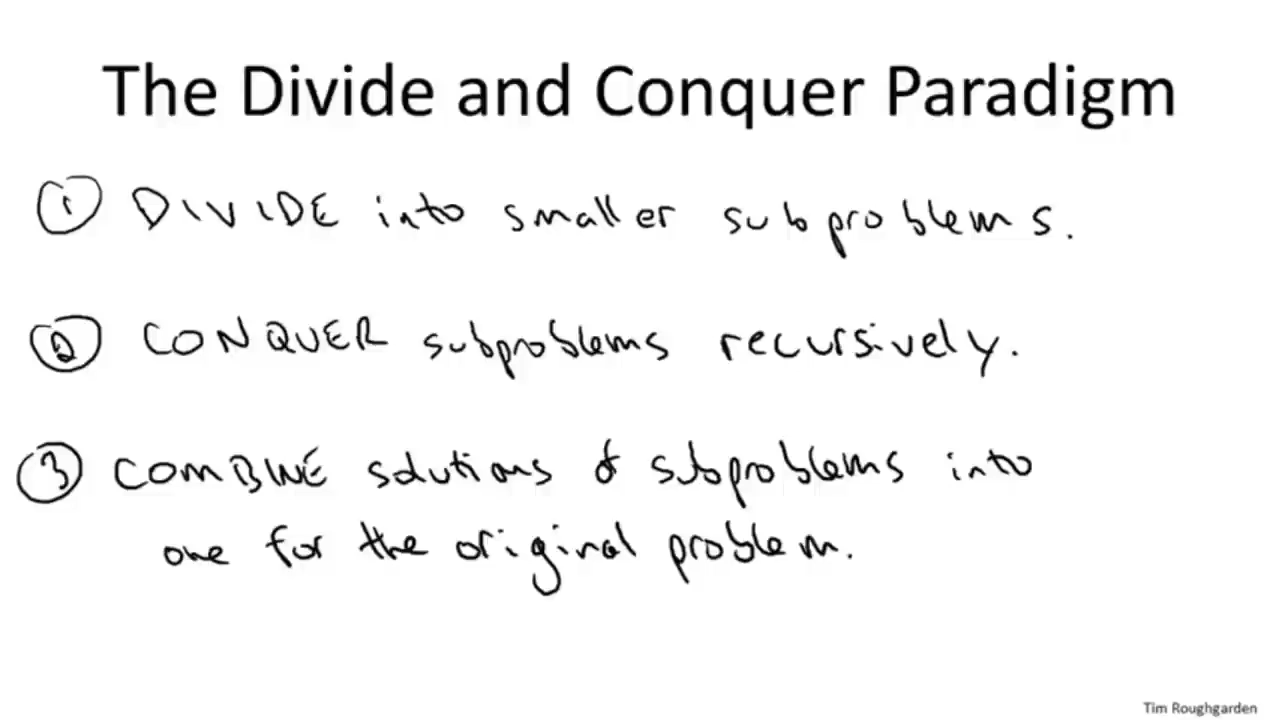 The Divide and Conquer Paradigm
① DIVIDE into smaller subproblems.
② CONQUER subproblems recursively.
③ COMBINE solutions of subproblems into
one for the original problem.
Tim Roughgarden